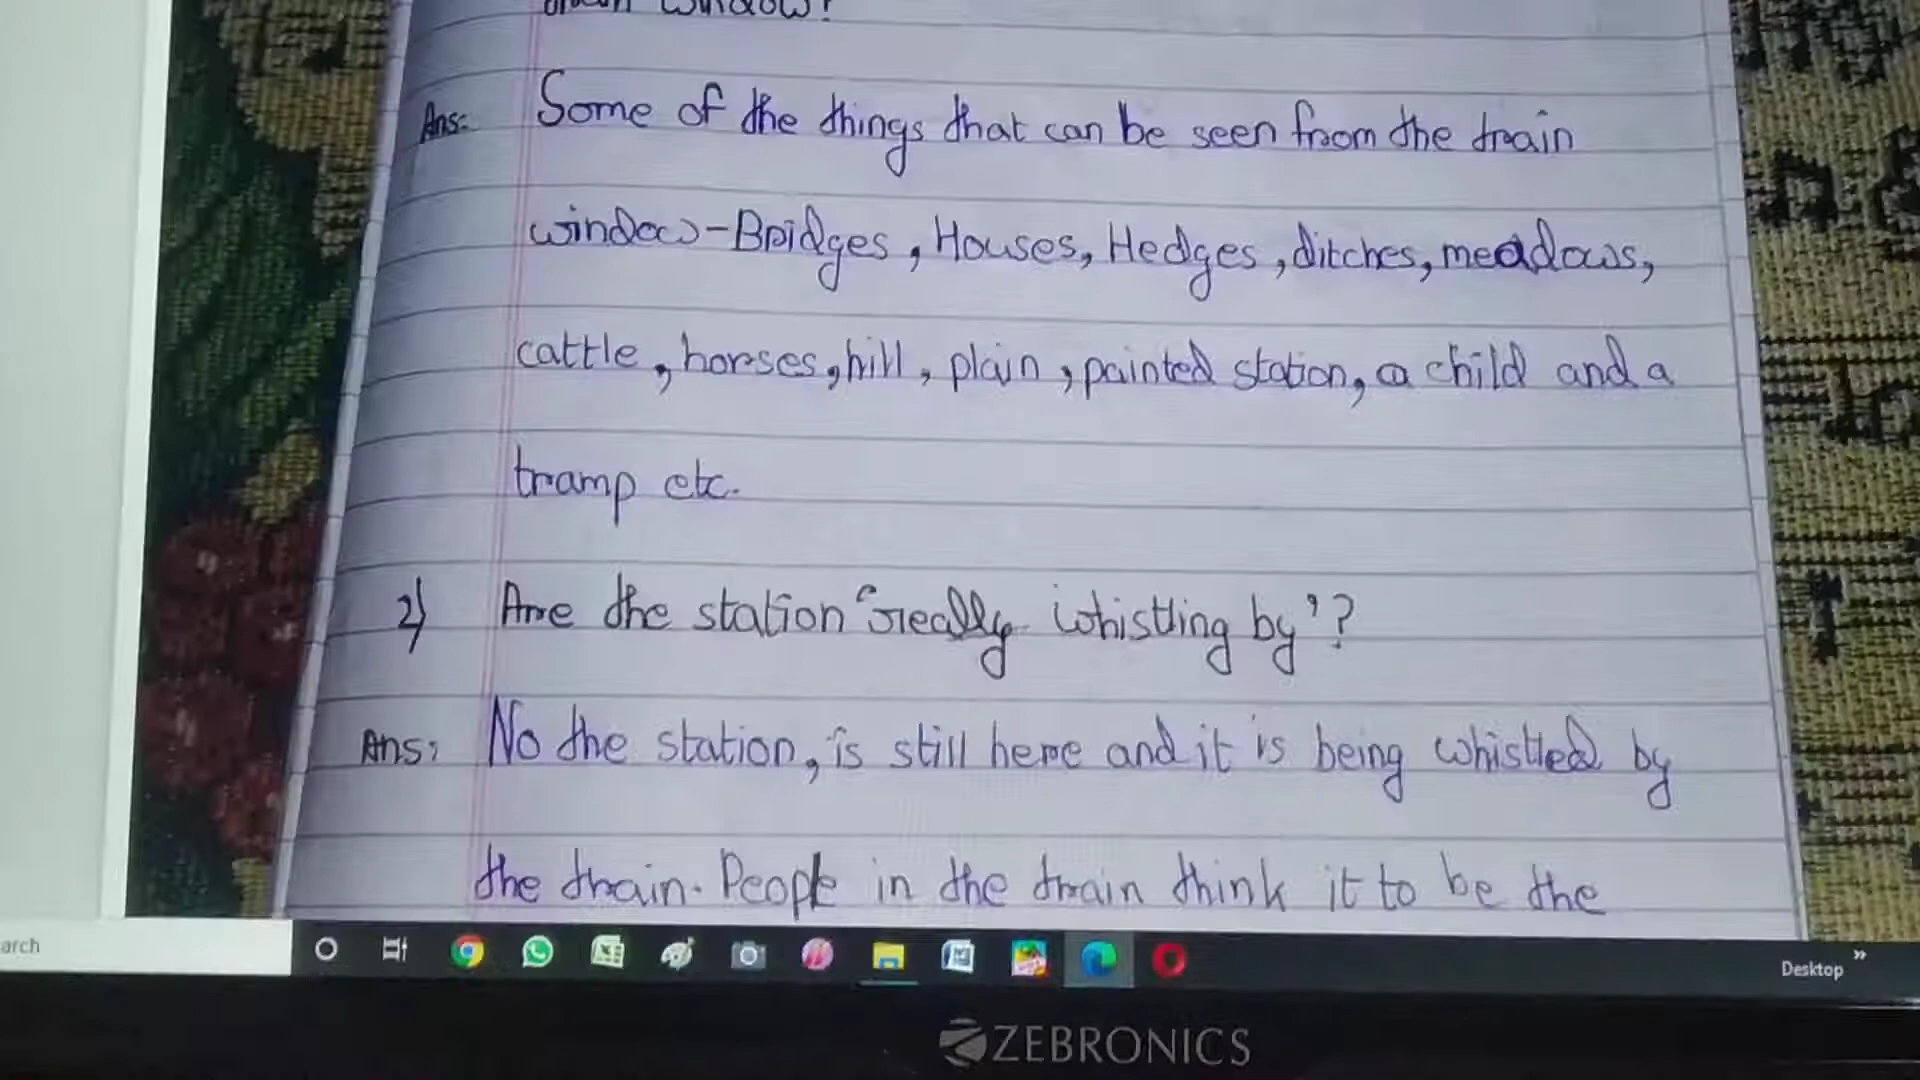 window?
Ans:- Some of the things that can be seen from the train
window-Bridges, Houses, Hedges, ditches, meadows,
cattle, horses, hill, plain, painted station, a child and a
tramp etc.
2) Are the station "really whistling by'?
Ans: No the station, is still here and it is being whistled by
the train. People in the train think it to be the
arch
Desktop »
ZEBRONICS